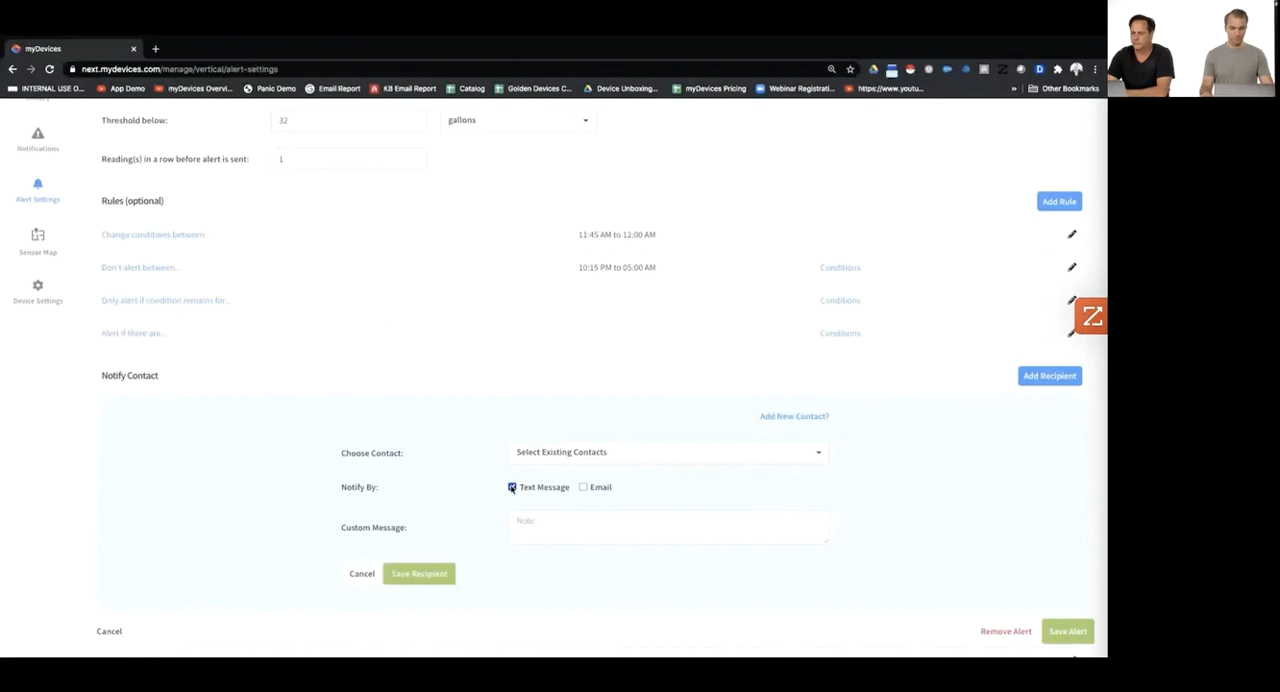 myDevices
next.mydevices.com/manage/vertical/alert-settings
INTERNAL USE O... App Demo myDevices Overvi... Panic Demo Email Report KB Email Report Catalog Golden Devices C... Device Unboxing... myDevices Pricing Webinar Registrati... https://www.youtu... » Other Bookmarks
Threshold below: 32 gallons
Notifications
Reading(s) in a row before alert is sent: 1
Alert Settings
Rules (optional) Add Rule
Change conditions between... 11:45 AM to 12:00 AM
Sensor Map
Don't alert between... 10:15 PM to 05:00 AM Conditions
Device Settings
Only alert if condition remains for... Conditions
Alert if there are... Conditions
Notify Contact Add Recipient
Add New Contact?
Choose Contact: Select Existing Contacts
Notify By: Text Message Email
Custom Message: Note
Cancel Save Recipient
Cancel Remove Alert Save Alert